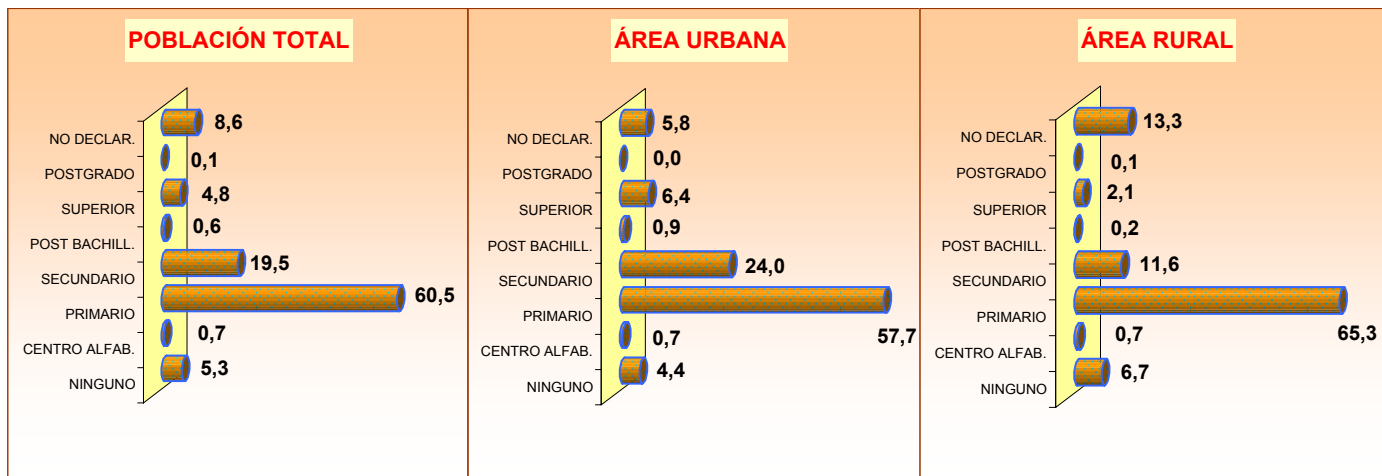 POBLACIÓN TOTAL
NO DECLAR. 8,6
POSTGRADO 0,1
SUPERIOR 4,8
POST BACHILL. 0,6
SECUNDARIO 19,5
PRIMARIO 60,5
CENTRO ALFAB. 0,7
NINGUNO 5,3
ÁREA URBANA
NO DECLAR. 5,8
POSTGRADO 0,0
SUPERIOR 6,4
POST BACHILL. 0,9
SECUNDARIO 24,0
PRIMARIO 57,7
CENTRO ALFAB. 0,7
NINGUNO 4,4
ÁREA RURAL
NO DECLAR. 13,3
POSTGRADO 0,1
SUPERIOR 2,1
POST BACHILL. 0,2
SECUNDARIO 11,6
PRIMARIO 65,3
CENTRO ALFAB. 0,7
NINGUNO 6,7